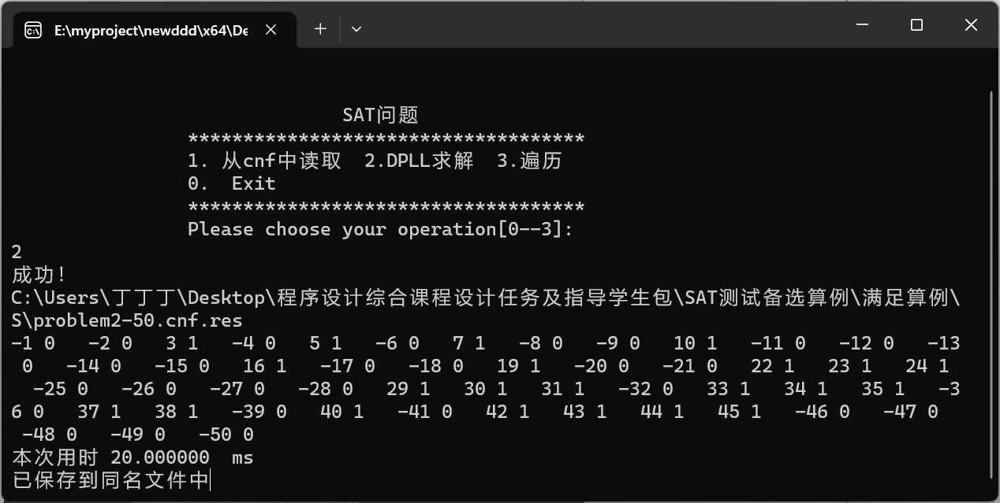 E:\myproject\newddd\x64\De
SAT问题
************************************
1. 从cnf中读取  2.DPLL求解  3.遍历
0.  Exit
************************************
Please choose your operation[0--3]:
2
成功!
C:\Users\丁丁丁\Desktop\程序设计综合课程设计任务及指导学生包\SAT测试备选算例\满足算例\
S\problem2-50.cnf.res
-1 0   -2 0   3 1   -4 0   5 1   -6 0   7 1   -8 0   -9 0   10 1   -11 0   -12 0   -13
 0   -14 0   -15 0   16 1   -17 0   -18 0   19 1   -20 0   -21 0   22 1   23 1   24 1
  -25 0   -26 0   -27 0   -28 0   29 1   30 1   31 1   -32 0   33 1   34 1   35 1   -3
6 0   37 1   38 1   -39 0   40 1   -41 0   42 1   43 1   44 1   45 1   -46 0   -47 0
 -48 0   -49 0   -50 0
本次用时 20.000000  ms
已保存到同名文件中